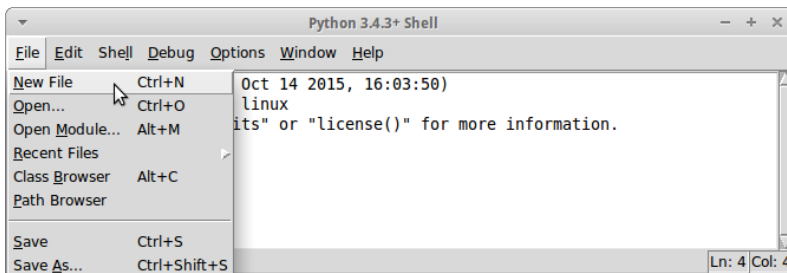 Python 3.4.3+ Shell
File Edit Shell Debug Options Window Help
New File Ctrl+N
Open... Ctrl+O
Open Module... Alt+M
Recent Files
Class Browser Alt+C
Path Browser
Save Ctrl+S
Save As... Ctrl+Shift+S
Oct 14 2015, 16:03:50)
linux
its" or "license()" for more information.
Ln: 4 Col: 4